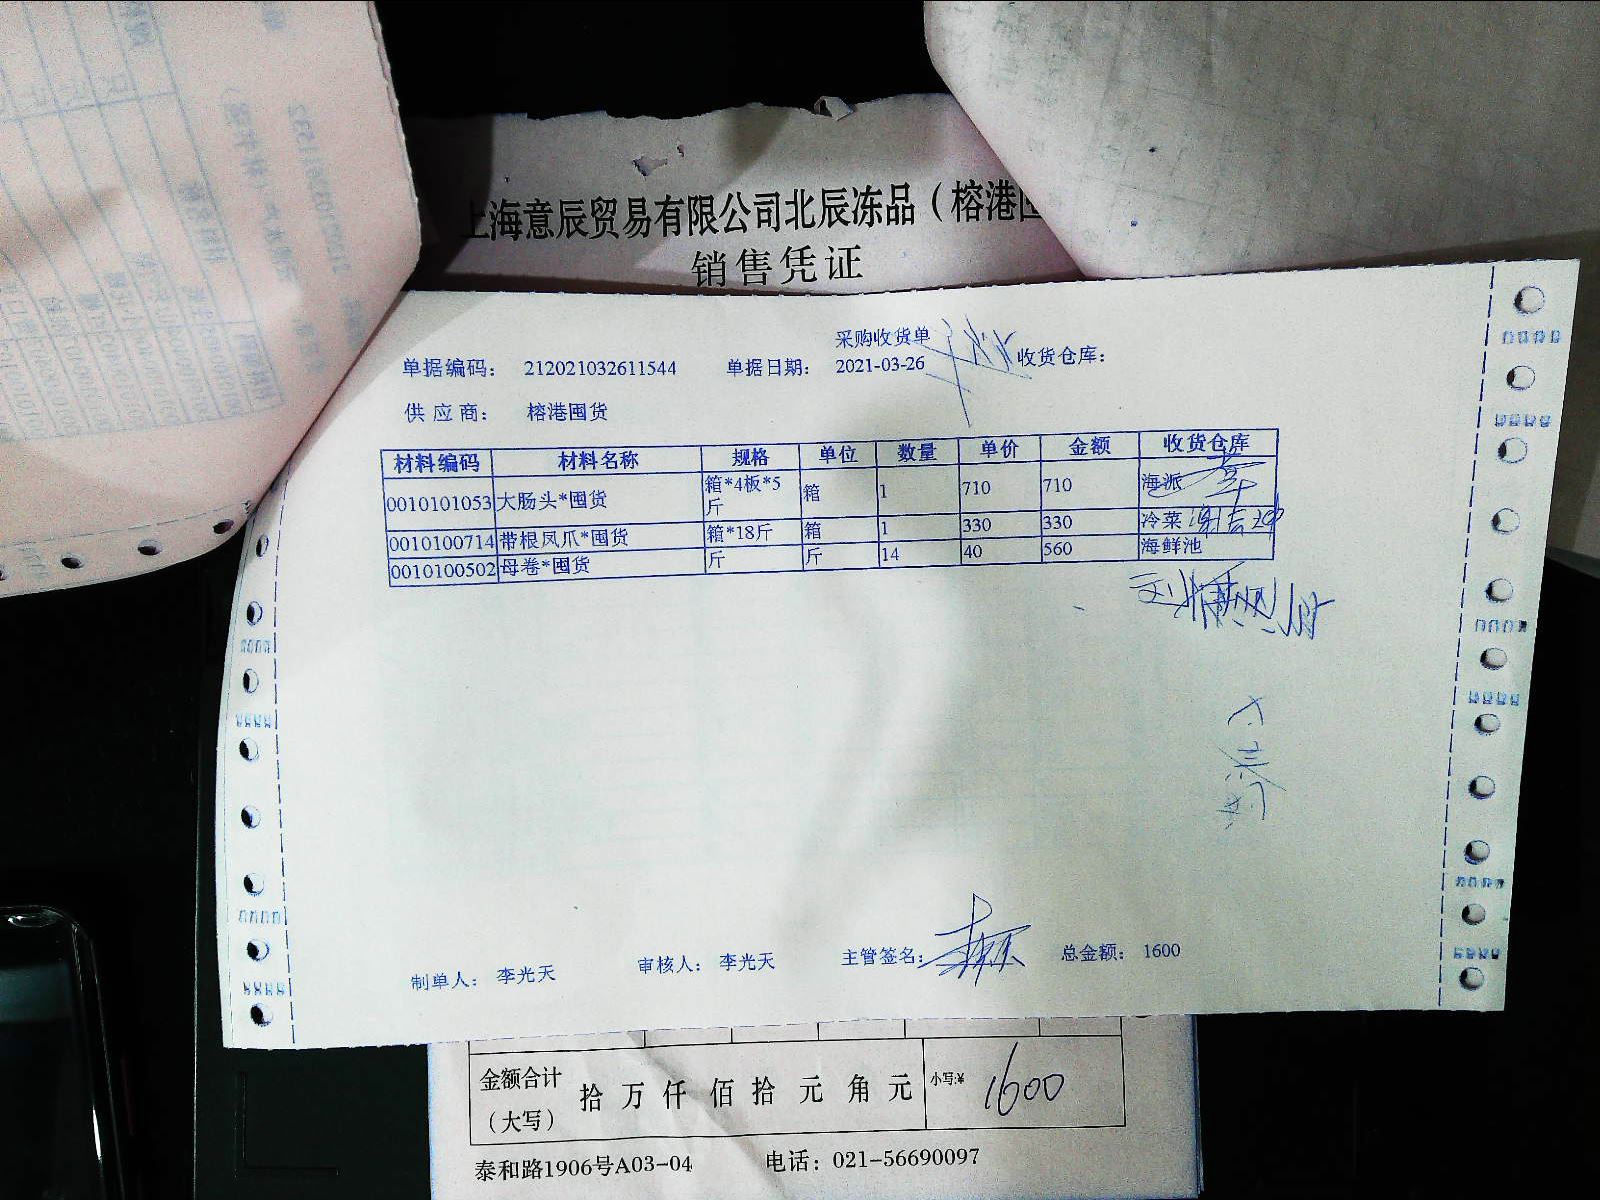 上海意辰贸易有限公司北辰冻品（榕港囤
销售凭证
采购收货单
单据编码： 212021032611544 单据日期： 2021-03-26 收货仓库：
供应商： 榕港囤货
材料编码 材料名称 规格 单位 数量 单价 金额 收货仓库
0010101053 大肠头*囤货 箱*4板*5斤 箱 1 710 710 海派
0010100714 带根凤爪*囤货 箱*18斤 箱 1 330 330 冷菜
0010100502 母卷*囤货 斤 斤 14 40 560 海鲜池
制单人： 李光天 审核人： 李光天 主管签名： 总金额： 1600
金额合计（大写） 拾 万 仟 佰 拾 元 角 元 小写:¥ 1600
泰和路1906号A03-04 电话：021-56690097